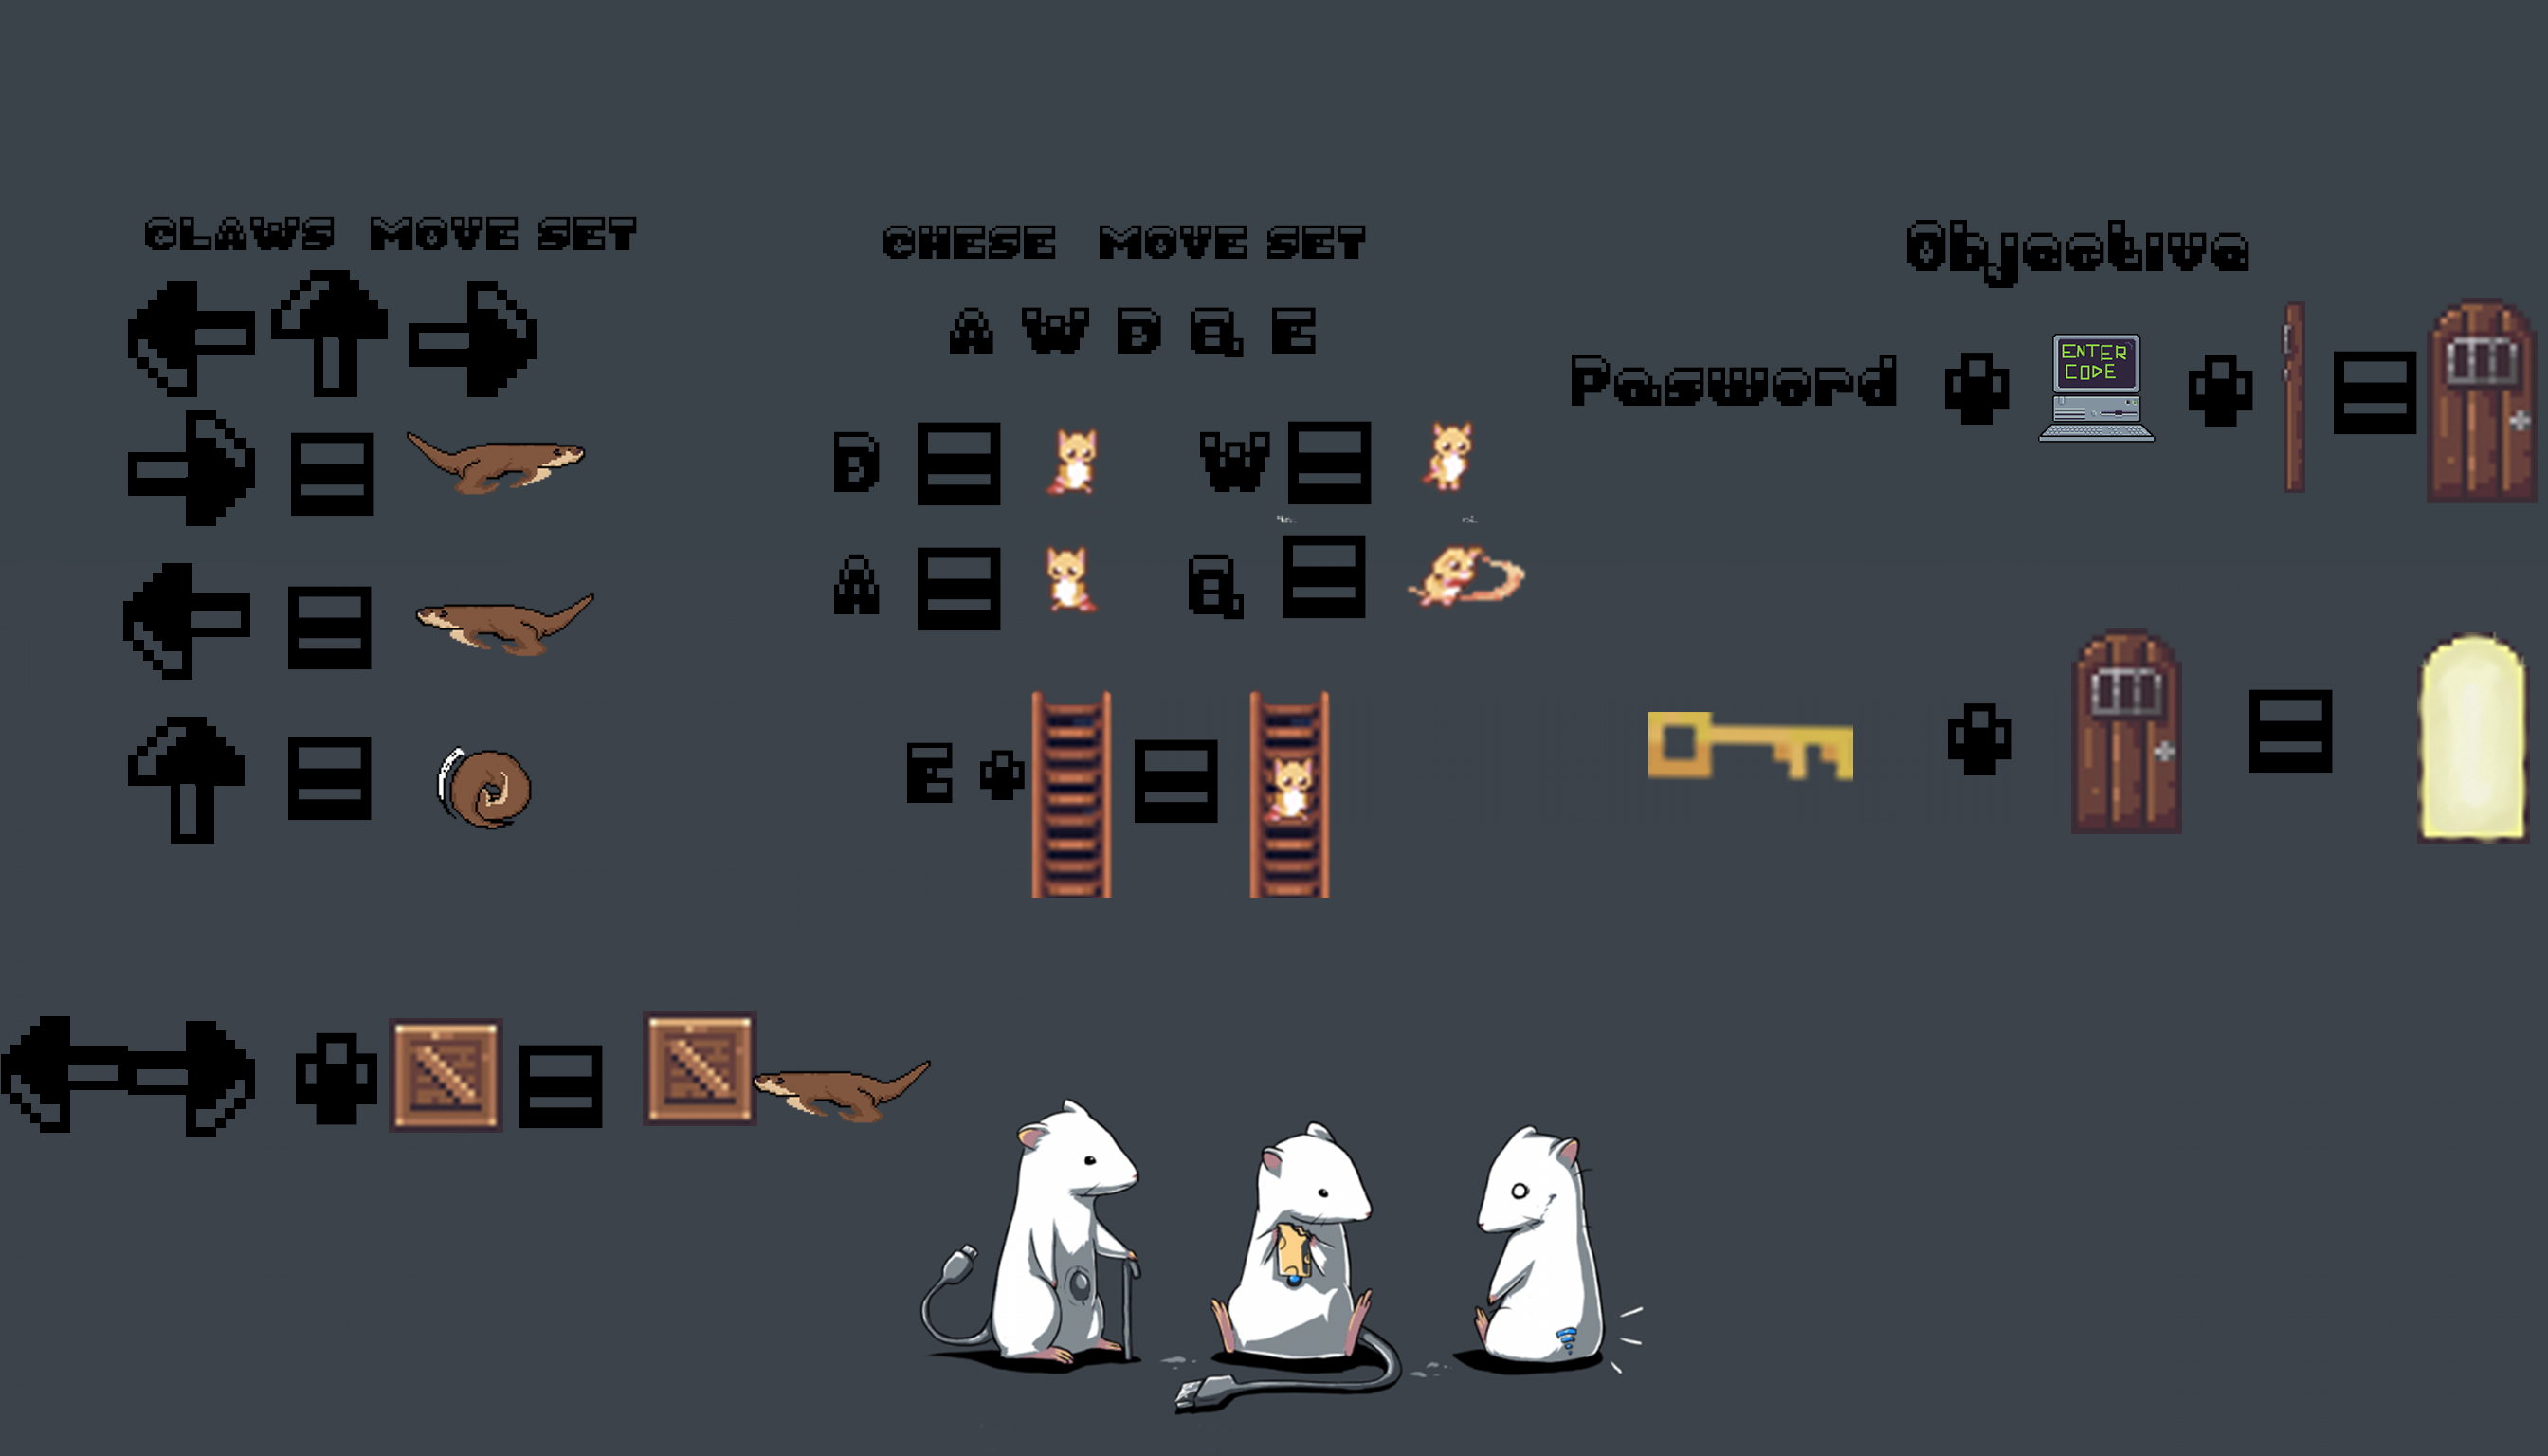 CLAWS MOVE SET
CHESE MOVE SET
A W D Q E
Objective
Pasword
ENTER
CODE
D
W
A
Q
E